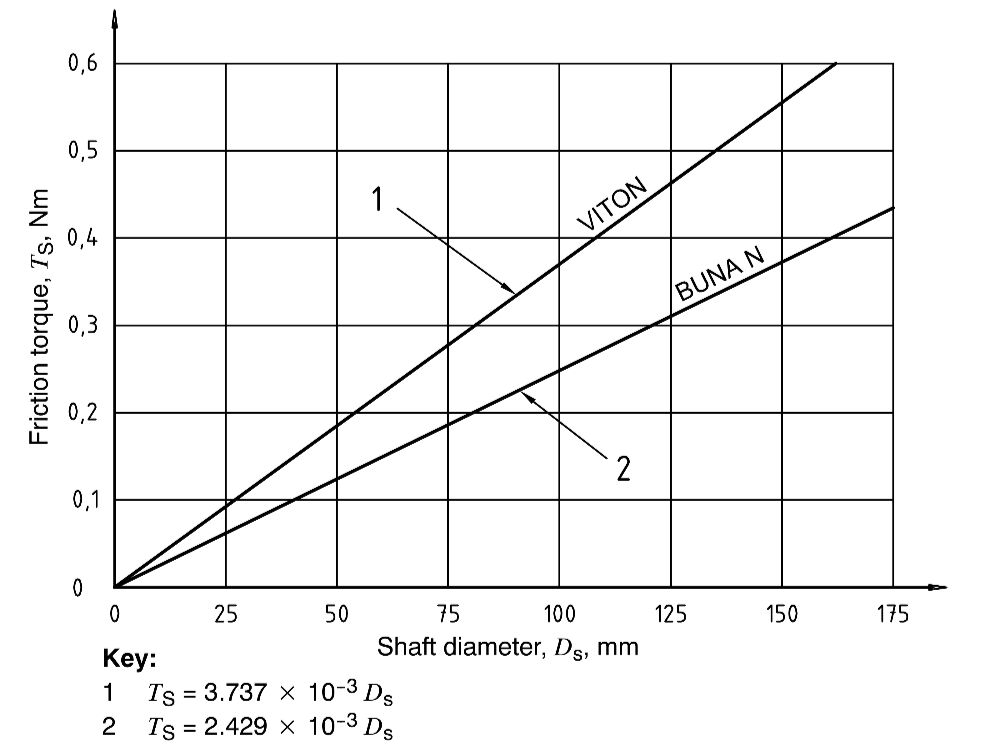 0,6
0,5
0,4
0,3
0,2
0,1
0
Friction torque, TS, Nm
1
VITON
BUNA N
2
0 25 50 75 100 125 150 175
Shaft diameter, Ds, mm
Key:
1 TS = 3.737 × 10−3 Ds
2 TS = 2.429 × 10−3 Ds